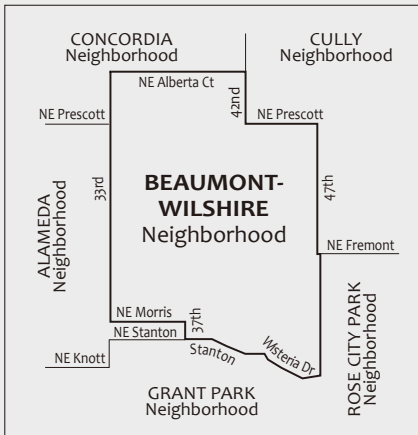 CONCORDIA
Neighborhood
CULLY
Neighborhood
NE Alberta Ct
42nd
NE Prescott
NE Prescott
33rd
47th
BEAUMONT-
WILSHIRE
Neighborhood
ALAMEDA
Neighborhood
NE Fremont
NE Morris
37th
NE Stanton
Stanton
Wsteria Dr
NE Knott
ROSE CITY PARK
Neighborhood
GRANT PARK
Neighborhood